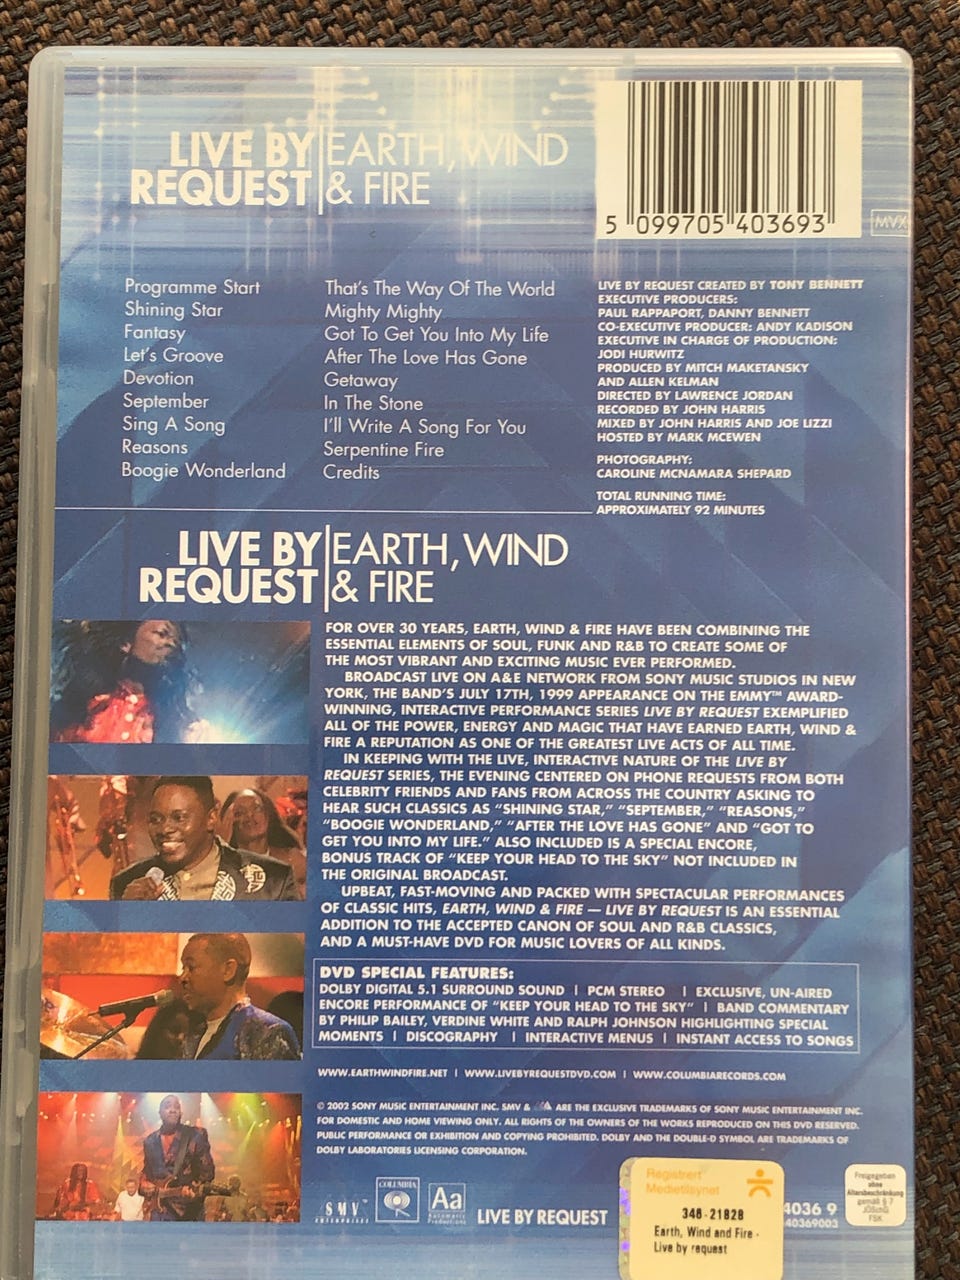 LIVE BY REQUEST | EARTH, WIND & FIRE
5 099705 403693
MVX
Programme Start
Shining Star
Fantasy
Let's Groove
Devotion
September
Sing A Song
Reasons
Boogie Wonderland
That's The Way Of The World
Mighty Mighty
Got To Get You Into My Life
After The Love Has Gone
Getaway
In The Stone
I'll Write A Song For You
Serpentine Fire
Credits
LIVE BY REQUEST CREATED BY TONY BENNETT
EXECUTIVE PRODUCERS:
PAUL RAPPAPORT, DANNY BENNETT
CO-EXECUTIVE PRODUCER: ANDY KADISON
EXECUTIVE IN CHARGE OF PRODUCTION:
JODI HURWITZ
PRODUCED BY MITCH MAKETANSKY
AND ALLEN KELMAN
DIRECTED BY LAWRENCE JORDAN
RECORDED BY JOHN HARRIS
MIXED BY JOHN HARRIS AND JOE LIZZI
HOSTED BY MARK MCEWEN
PHOTOGRAPHY:
CAROLINE MCNAMARA SHEPARD
TOTAL RUNNING TIME:
APPROXIMATELY 92 MINUTES
LIVE BY REQUEST | EARTH, WIND & FIRE
FOR OVER 30 YEARS, EARTH, WIND & FIRE HAVE BEEN COMBINING THE
ESSENTIAL ELEMENTS OF SOUL, FUNK AND R&B TO CREATE SOME OF
THE MOST VIBRANT AND EXCITING MUSIC EVER PERFORMED.
BROADCAST LIVE ON A&E NETWORK FROM SONY MUSIC STUDIOS IN NEW
YORK, THE BAND'S JULY 17TH, 1999 APPEARANCE ON THE EMMY™ AWARD-
WINNING, INTERACTIVE PERFORMANCE SERIES LIVE BY REQUEST EXEMPLIFIED
ALL OF THE POWER, ENERGY AND MAGIC THAT HAVE EARNED EARTH, WIND &
FIRE A REPUTATION AS ONE OF THE GREATEST LIVE ACTS OF ALL TIME.
IN KEEPING WITH THE LIVE, INTERACTIVE NATURE OF THE LIVE BY
REQUEST SERIES, THE EVENING CENTERED ON PHONE REQUESTS FROM BOTH
CELEBRITY FRIENDS AND FANS FROM ACROSS THE COUNTRY ASKING TO
HEAR SUCH CLASSICS AS "SHINING STAR," "SEPTEMBER," "REASONS,"
"BOOGIE WONDERLAND," "AFTER THE LOVE HAS GONE" AND "GOT TO
GET YOU INTO MY LIFE." ALSO INCLUDED IS A SPECIAL ENCORE,
BONUS TRACK OF "KEEP YOUR HEAD TO THE SKY" NOT INCLUDED IN
THE ORIGINAL BROADCAST.
UPBEAT, FAST-MOVING AND PACKED WITH SPECTACULAR PERFORMANCES
OF CLASSIC HITS, EARTH, WIND & FIRE — LIVE BY REQUEST IS AN ESSENTIAL
ADDITION TO THE ACCEPTED CANON OF SOUL AND R&B CLASSICS,
AND A MUST-HAVE DVD FOR MUSIC LOVERS OF ALL KINDS.
DVD SPECIAL FEATURES:
DOLBY DIGITAL 5.1 SURROUND SOUND | PCM STEREO | EXCLUSIVE, UN-AIRED
ENCORE PERFORMANCE OF "KEEP YOUR HEAD TO THE SKY" | BAND COMMENTARY
BY PHILIP BAILEY, VERDINE WHITE AND RALPH JOHNSON HIGHLIGHTING SPECIAL
MOMENTS | DISCOGRAPHY | INTERACTIVE MENUS | INSTANT ACCESS TO SONGS
WWW.EARTHWINDFIRE.NET | WWW.LIVEBYREQUESTDVD.COM | WWW.COLUMBIARECORDS.COM
© 2002 SONY MUSIC ENTERTAINMENT INC. SMV & ARE THE EXCLUSIVE TRADEMARKS OF SONY MUSIC ENTERTAINMENT INC.
FOR DOMESTIC AND HOME VIEWING ONLY. ALL RIGHTS OF THE OWNERS OF THE WORKS REPRODUCED ON THIS DVD RESERVED.
PUBLIC PERFORMANCE OR EXHIBITION AND COPYING PROHIBITED. DOLBY AND THE DOUBLE-D SYMBOL ARE TRADEMARKS OF
DOLBY LABORATORIES LICENSING CORPORATION.
SMV
ENTERPRISES
COLUMBIA
Aa
Automatic
Productions
LIVE BY REQUEST
Registrert
Medietilsynet
346-21828
Earth, Wind and Fire -
Live by request
4036 9
40369003
Freigegeben
ohne
Altersbeschränkung
gemäß § 7
JÖSchG
FSK